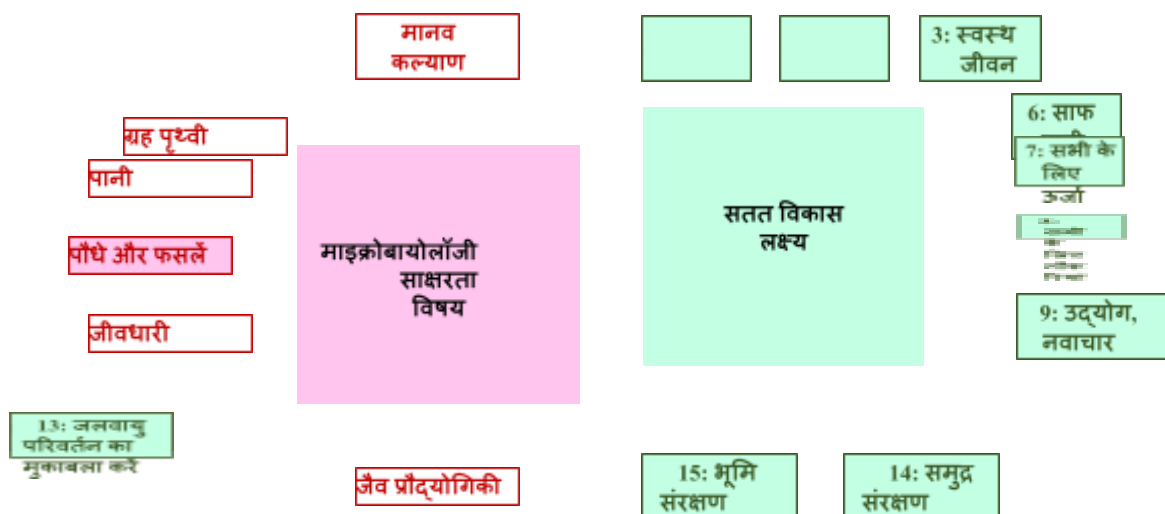 मानव
कल्याण
3: स्वस्थ
जीवन
ग्रह पृथ्वी
पानी
पौधे और फसलें
जीवधारी
माइक्रोबायोलॉजी
साक्षरता
विषय
सतत विकास
लक्ष्य
6: साफ
7: सभी के
लिए
ऊर्जा
9: उद्योग,
नवाचार
13: जलवायु
परिवर्तन का
मुकाबला करें
जैव प्रौद्योगिकी
15: भूमि
संरक्षण
14: समुद्र
संरक्षण